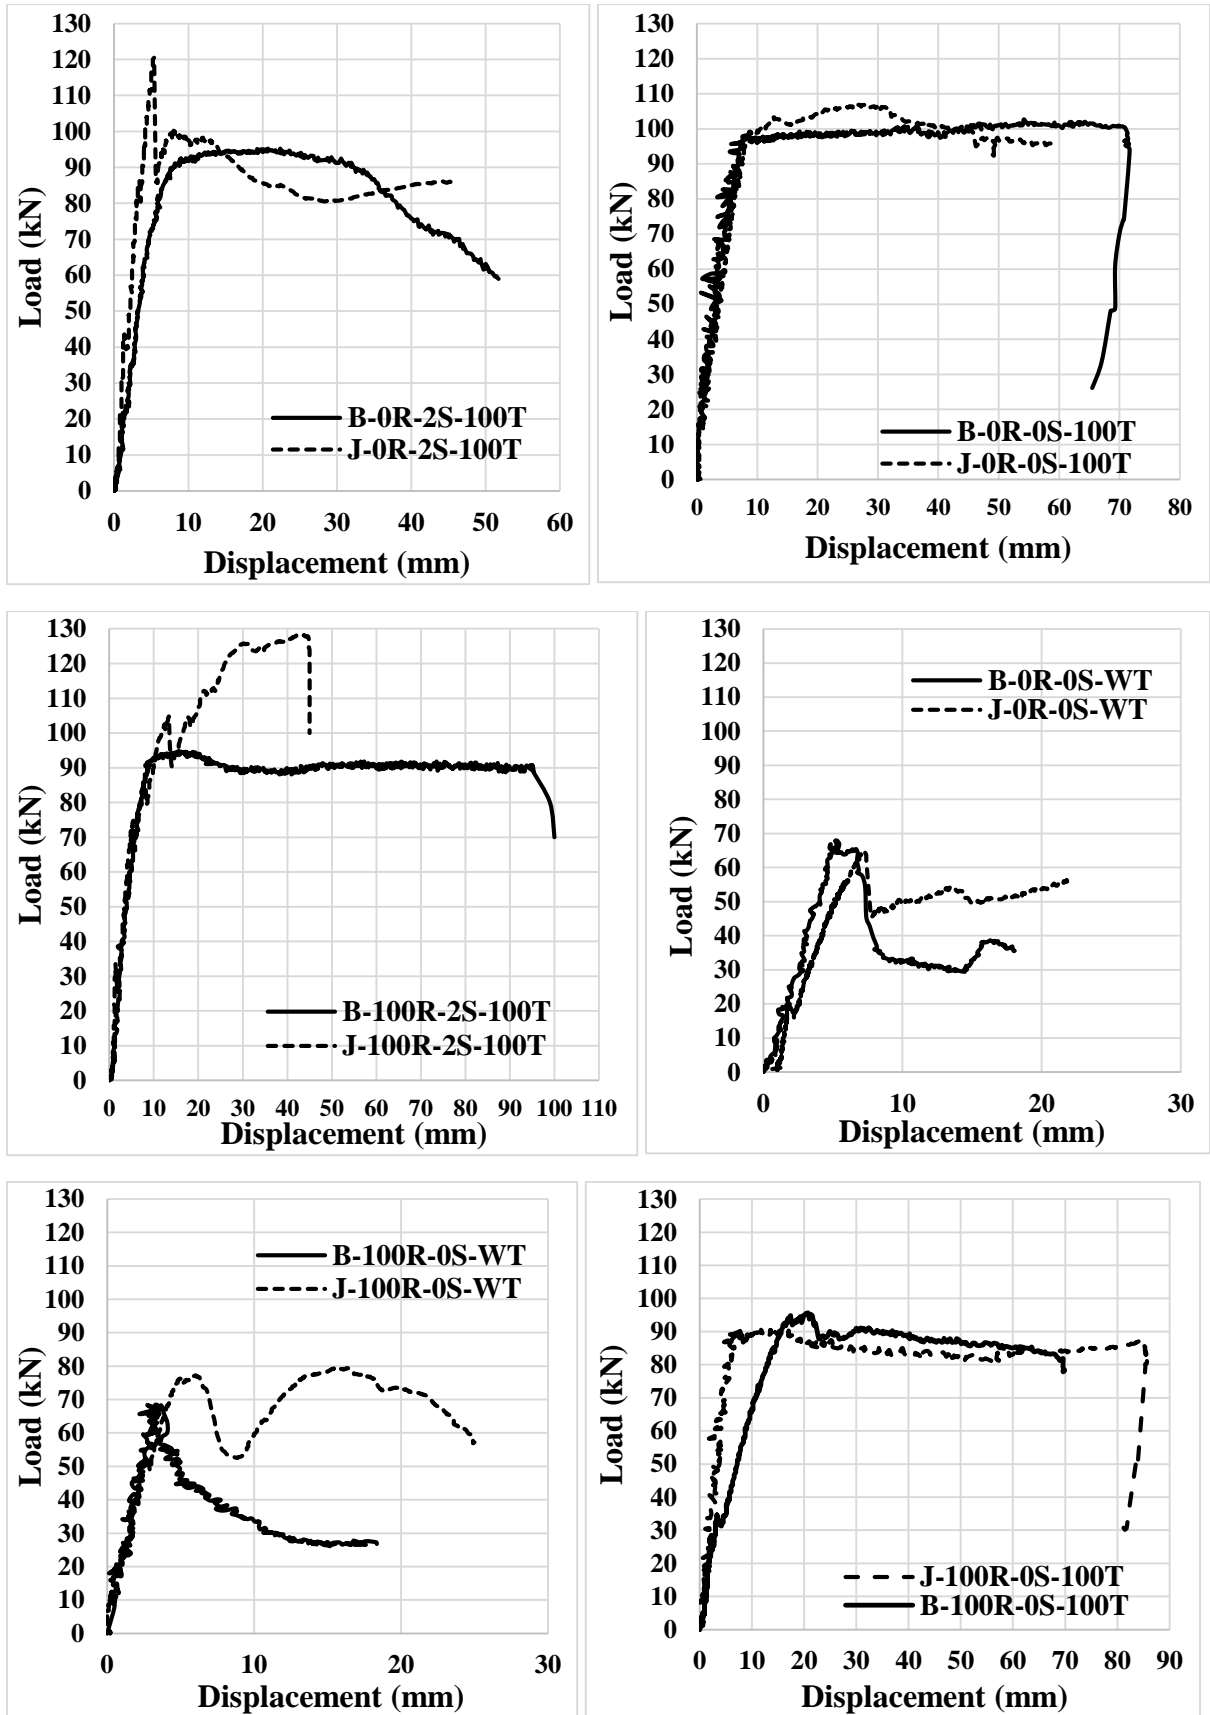 130
120
110
100
90
80
70
60
50
40
30
20
10
0
Load (kN)
B-0R-2S-100T
J-0R-2S-100T
0 10 20 30 40 50 60
Displacement (mm)
130
120
110
100
90
80
70
60
50
40
30
20
10
0
Load (kN)
B-0R-0S-100T
J-0R-0S-100T
0 10 20 30 40 50 60 70 80
Displacement (mm)
130
120
110
100
90
80
70
60
50
40
30
20
10
0
Load (kN)
B-100R-2S-100T
J-100R-2S-100T
0 10 20 30 40 50 60 70 80 90 100 110
Displacement (mm)
130
120
110
100
90
80
70
60
50
40
30
20
10
0
Load (kN)
B-0R-0S-WT
J-0R-0S-WT
0 10 20 30
Displacement (mm)
130
120
110
100
90
80
70
60
50
40
30
20
10
0
Load (kN)
B-100R-0S-WT
J-100R-0S-WT
0 10 20 30
Displacement (mm)
130
120
110
100
90
80
70
60
50
40
30
20
10
0
Load (kN)
J-100R-0S-100T
B-100R-0S-100T
0 10 20 30 40 50 60 70 80 90
Displacement (mm)